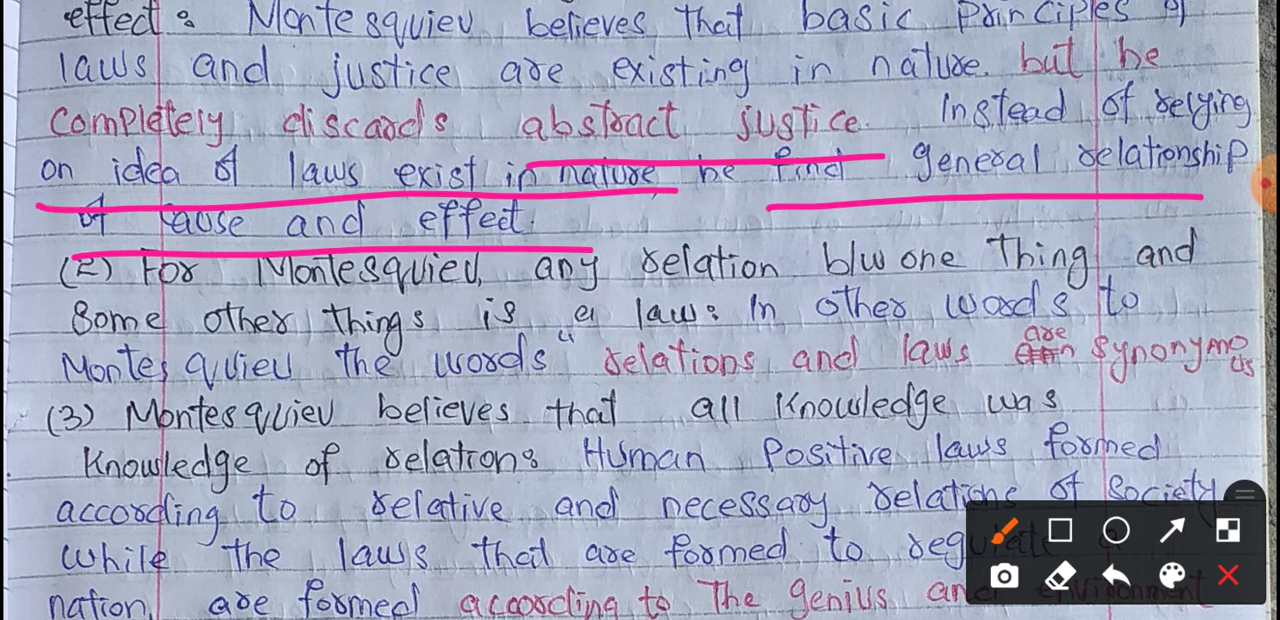 effect: Montesquieu believes that basic principles of
laws and justice are existing in nature. but he
completely discards abstract justice. Instead of relying
on idea of laws exist in nature, he find general relationship
of cause and effect.
(2) For Montesquieu, any relation b/w one thing and
some other things is a law: In other words to
Montesquieu the words "relations and laws are synonymous
(3) Montesquieu believes that all knowledge was
knowledge of relation: Human Positive laws formed
according to relative and necessary relations of society
while the laws that are formed to regulate a
nation, are formed according to the genius and environment